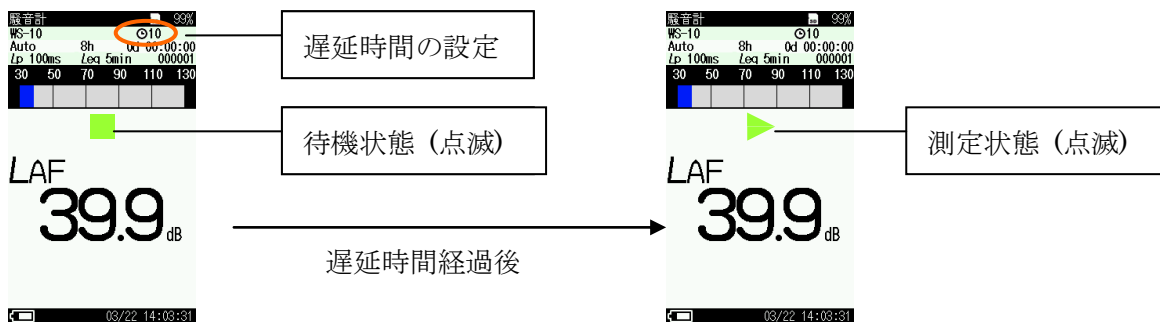 騒音計 99%
WS-10 10
Auto 8h 0d 00:00:00
Lp 100ms Leq 5min 000001
30 50 70 90 110 130
LAF
39.9 dB
03/22 14:03:31
遅延時間の設定
待機状態（点滅）
遅延時間経過後
騒音計 99%
WS-10 10
Auto 8h 0d 00:00:00
Lp 100ms Leq 5min 000001
30 50 70 90 110 130
LAF
39.9 dB
03/22 14:03:31
測定状態（点滅）